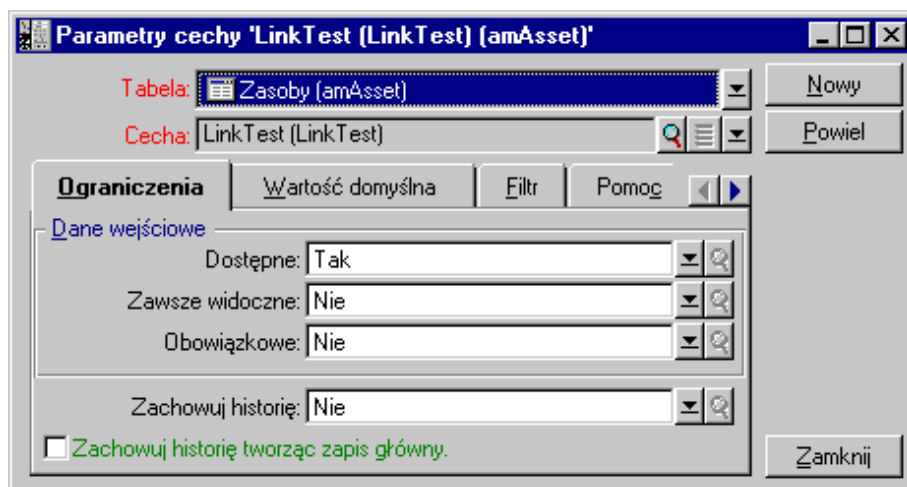 Parametry cechy 'LinkTest (LinkTest) (amAsset)'
Tabela: Zasoby (amAsset)
Nowy
Cecha: LinkTest (LinkTest)
Powiel
Ograniczenia Wartość domyślna Filtr Pomoc
Dane wejściowe
Dostępne: Tak
Zawsze widoczne: Nie
Obowiązkowe: Nie
Zachowuj historię: Nie
Zachowuj historię tworząc zapis główny.
Zamknij